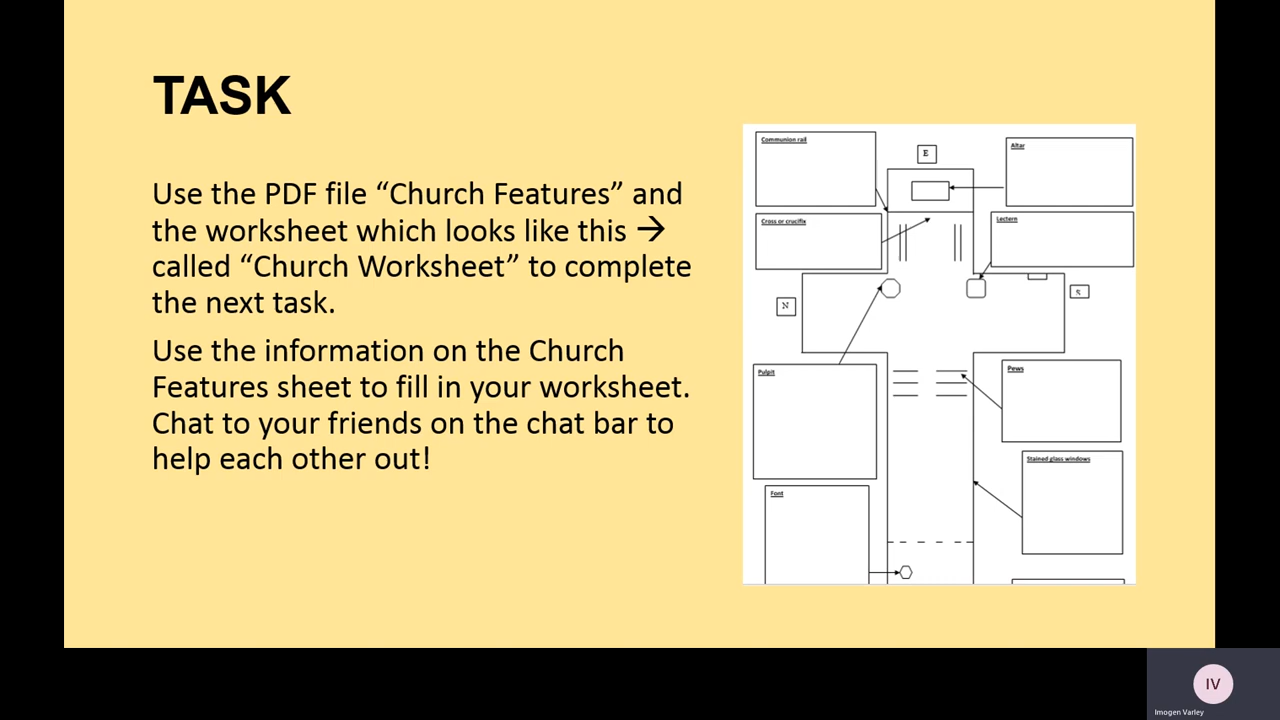 TASK
Use the PDF file “Church Features” and
the worksheet which looks like this →
called “Church Worksheet” to complete
the next task.
Use the information on the Church
Features sheet to fill in your worksheet.
Chat to your friends on the chat bar to
help each other out!
Communion rail
E
Altar
Cross or crucifix
Lectern
N
S
Pulpit
Pews
Stained glass windows
Font
IV
Imogen Varley